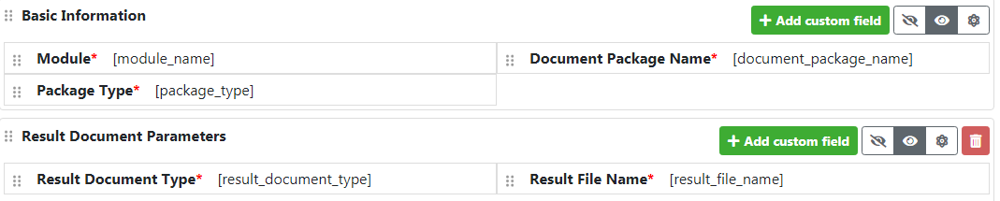 Basic Information
Add custom field
Module* [module_name]
Document Package Name* [document_package_name]
Package Type* [package_type]
Result Document Parameters
Add custom field
Result Document Type* [result_document_type]
Result File Name* [result_file_name]